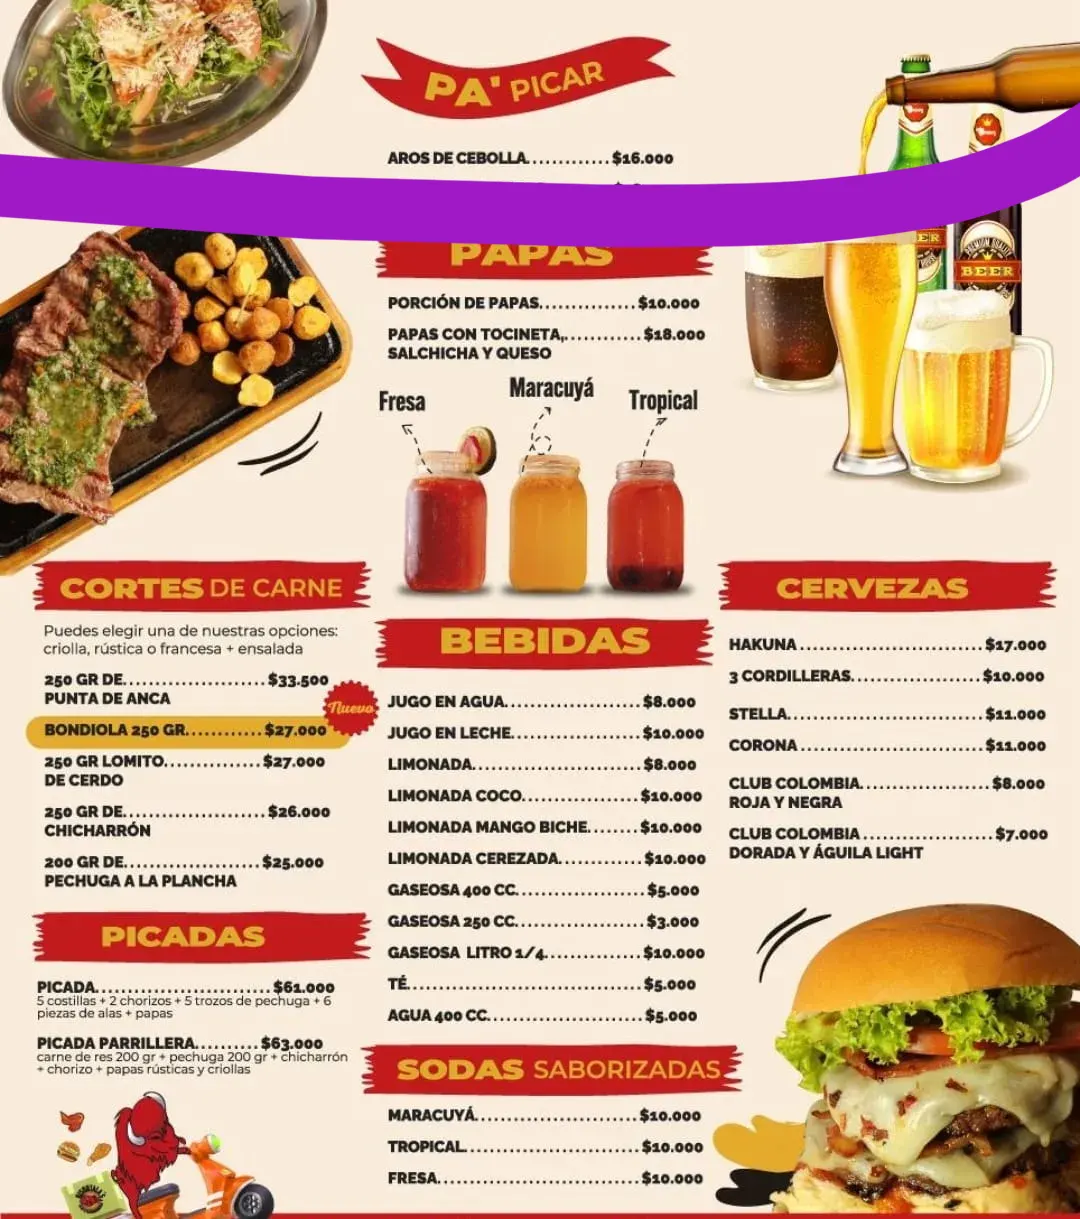 PA' PICAR
AROS DE CEBOLLA............$16.000
PAPAS
PORCIÓN DE PAPAS..............$10.000
PAPAS CON TOCINETA,...........$18.000
SALCHICHA Y QUESO
Fresa
Maracuyá
Tropical
CORTES DE CARNE
Puedes elegir una de nuestras opciones:
criolla, rústica o francesa + ensalada
250 GR DE.....................$33.500
PUNTA DE ANCA
Nuevo
BONDIOLA 250 GR............$27.000
250 GR LOMITO..............$27.000
DE CERDO
250 GR DE.....................$26.000
CHICHARRÓN
200 GR DE....................$25.000
PECHUGA A LA PLANCHA
PICADAS
PICADA..........................$61.000
5 costillas + 2 chorizos + 5 trozos de pechuga + 6
piezas de alas + papas
PICADA PARRILLERA.........$63.000
carne de res 200 gr + pechuga 200 gr + chicharrón
+ chorizo + papas rústicas y criollas
BEBIDAS
JUGO EN AGUA....................$8.000
JUGO EN LECHE...................$10.000
LIMONADA.........................$8.000
LIMONADA COCO.................$10.000
LIMONADA MANGO BICHE.......$10.000
LIMONADA CEREZADA............$10.000
GASEOSA 400 CC...................$5.000
GASEOSA 250 CC...................$3.000
GASEOSA LITRO 1/4..............$10.000
TÉ..................................$5.000
AGUA 400 CC.......................$5.000
SODAS SABORIZADAS
MARACUYÁ........................$10.000
TROPICAL..........................$10.000
FRESA..............................$10.000
CERVEZAS
HAKUNA............................$17.000
3 CORDILLERAS...................$10.000
STELLA.............................$11.000
CORONA...........................$11.000
CLUB COLOMBIA...................$8.000
ROJA Y NEGRA
CLUB COLOMBIA...................$7.000
DORADA Y ÁGUILA LIGHT
ER
PREMIUM QUALITY
BEER